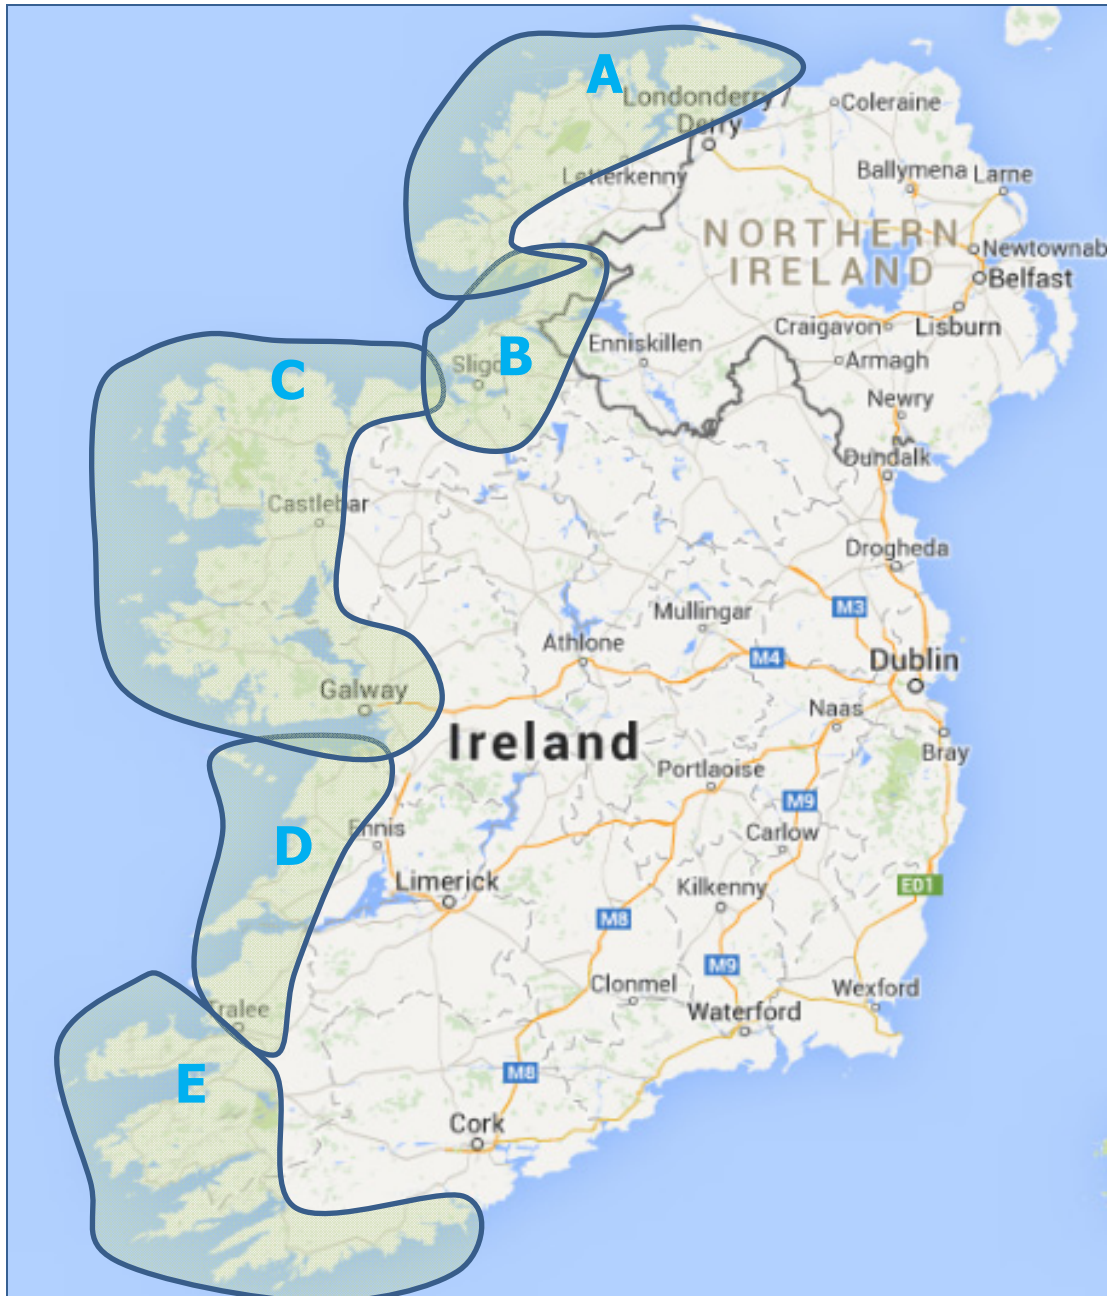 A
Londonderry /
Derry
Coleraine
Letterkenny
Ballymena
Larne
NORTHERN
IRELAND
Newtownab
Belfast
Craigavon
Lisburn
Enniskillen
Armagh
B
Sligo
C
Newry
Dundalk
Castlebar
Drogheda
M3
Mullingar
Athlone
M4
Dublin
Galway
Naas
Ireland
Bray
Portlaoise
M9
D
Ennis
Carlow
Limerick
Kilkenny
E01
M8
M9
Clonmel
Wexford
Tralee
Waterford
E
M8
Cork